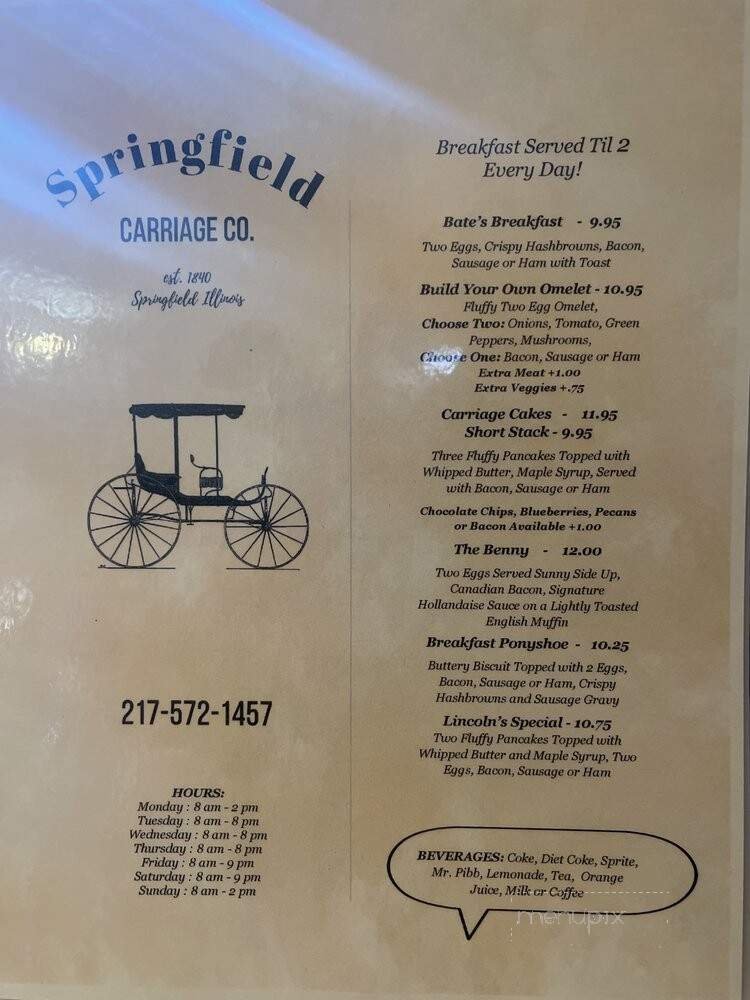 Springfield
CARRIAGE CO.
est. 1840
Springfield Illinois
217-572-1457
HOURS:
Monday : 8 am - 2 pm
Tuesday : 8 am - 8 pm
Wednesday : 8 am - 8 pm
Thursday : 8 am - 8 pm
Friday : 8 am - 9 pm
Saturday : 8 am - 9 pm
Sunday : 8 am - 2 pm
Breakfast Served Til 2
Every Day!
Bate's Breakfast - 9.95
Two Eggs, Crispy Hashbrowns, Bacon,
Sausage or Ham with Toast
Build Your Own Omelet - 10.95
Fluffy Two Egg Omelet,
Choose Two: Onions, Tomato, Green
Peppers, Mushrooms,
Choose One: Bacon, Sausage or Ham
Extra Meat +1.00
Extra Veggies +.75
Carriage Cakes - 11.95
Short Stack - 9.95
Three Fluffy Pancakes Topped with
Whipped Butter, Maple Syrup, Served
with Bacon, Sausage or Ham
Chocolate Chips, Blueberries, Pecans
or Bacon Available +1.00
The Benny - 12.00
Two Eggs Served Sunny Side Up,
Canadian Bacon, Signature
Hollandaise Sauce on a Lightly Toasted
English Muffin
Breakfast Ponyshoe - 10.25
Buttery Biscuit Topped with 2 Eggs,
Bacon, Sausage or Ham, Crispy
Hashbrowns and Sausage Gravy
Lincoln's Special - 10.75
Two Fluffy Pancakes Topped with
Whipped Butter and Maple Syrup, Two
Eggs, Bacon, Sausage or Ham
BEVERAGES: Coke, Diet Coke, Sprite,
Mr. Pibb, Lemonade, Tea, Orange
Juice, Milk or Coffee
menupix